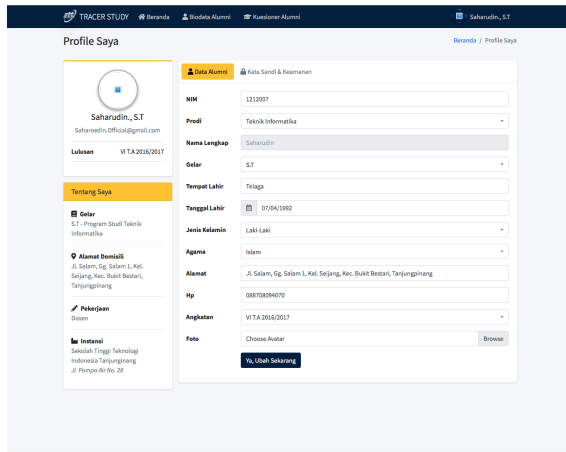 TRACER STUDY Beranda Biodata Alumni Kuesioner Alumni Saharudin., S.T
Profile Saya
Beranda / Profile Saya
Saharudin., S.T
Saharoedin.Official@gmail.com
Lulusan VI T.A 2016/2017
Tentang Saya
Gelar
S.T - Program Studi Teknik
Informatika
Alamat Domisili
Jl. Salam, Gg. Salam 1, Kel.
Seijang, Kec. Bukit Bestari,
Tanjungpinang
Pekerjaan
Dosen
Instansi
Sekolah Tinggi Teknologi
Indonesia Tanjunginang
Jl. Pompa Air No. 28
Data Alumni Kata Sandi & Keamanan
NIM 1212007
Prodi Teknik Informatika
Nama Lengkap Saharudin
Gelar S.T
Tempat Lahir Telaga
Tanggal Lahir 07/04/1992
Jenis Kelamin Laki-Laki
Agama Islam
Alamat Jl. Salam, Gg. Salam 1, Kel. Seijang, Kec. Bukit Bestari, Tanjungpinang
Hp 088708094070
Angkatan VI T.A 2016/2017
Foto Choose Avatar Browse
Ya, Ubah Sekarang